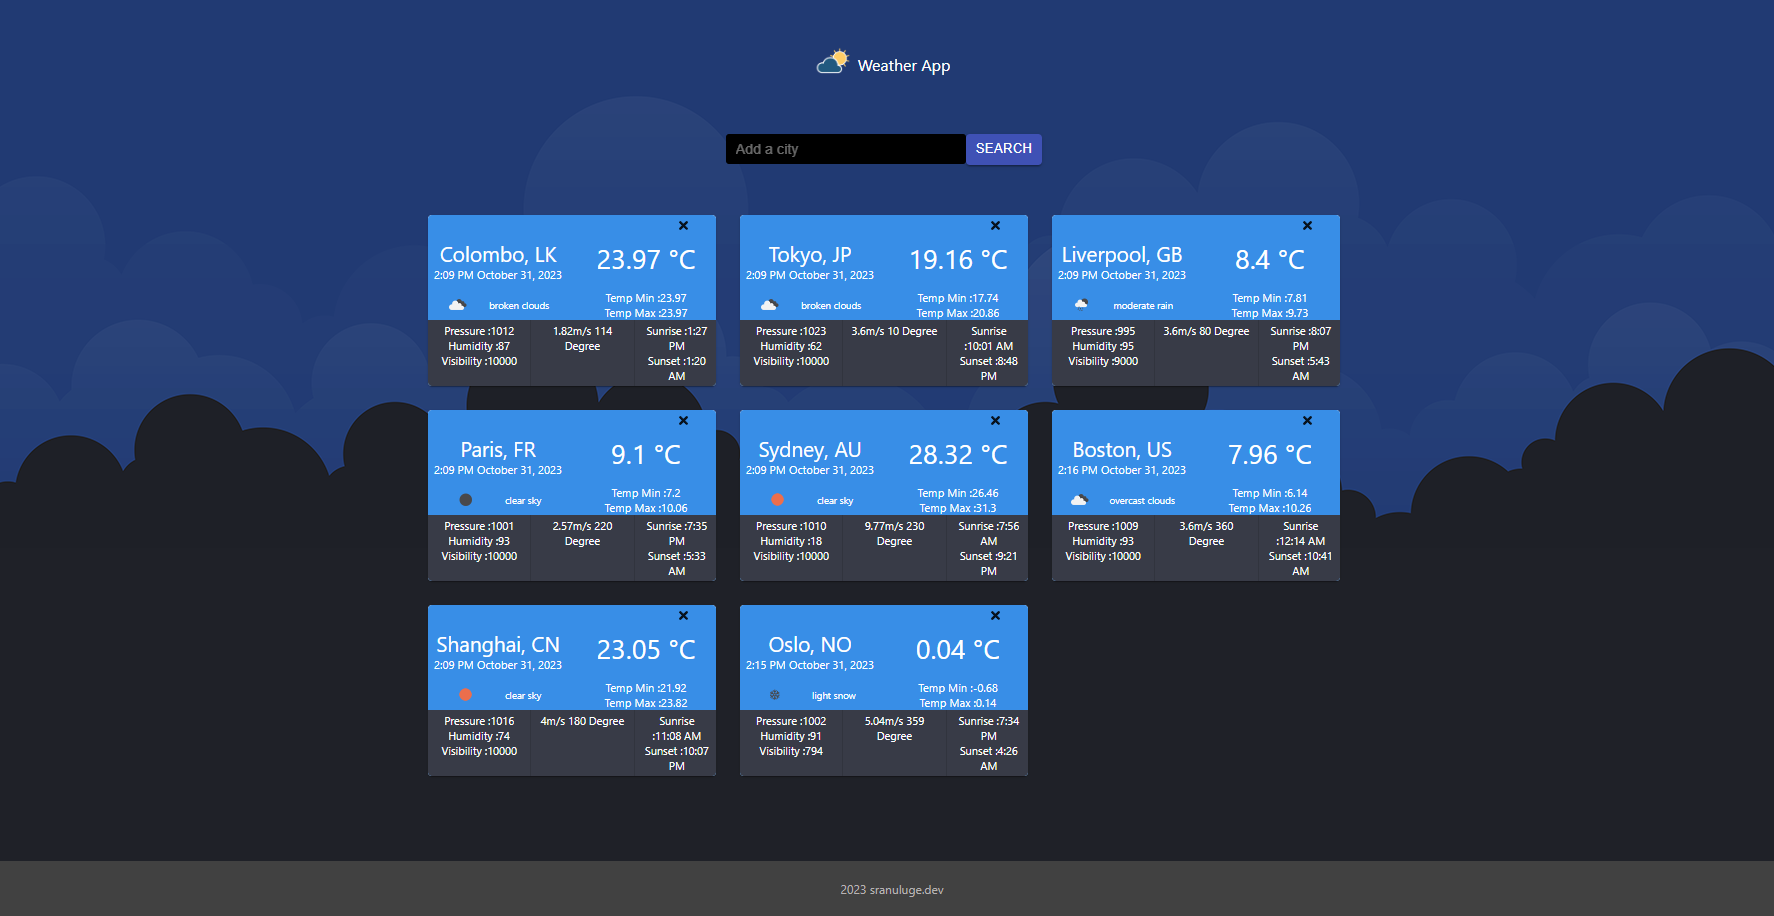 Weather App
Add a city
SEARCH
Colombo, LK
2:09 PM October 31, 2023
23.97 °C
broken clouds
Temp Min :23.97
Temp Max :23.97
Pressure :1012
Humidity :87
Visibility :10000
1.82m/s 114
Degree
Sunrise :1:27
PM
Sunset :1:20
AM
Tokyo, JP
2:09 PM October 31, 2023
19.16 °C
broken clouds
Temp Min :17.74
Temp Max :20.86
Pressure :1023
Humidity :62
Visibility :10000
3.6m/s 10 Degree
Sunrise
:10:01 AM
Sunset :8:48
PM
Liverpool, GB
2:09 PM October 31, 2023
8.4 °C
moderate rain
Temp Min :7.81
Temp Max :9.73
Pressure :995
Humidity :95
Visibility :9000
3.6m/s 80 Degree
Sunrise :8:07
PM
Sunset :5:43
AM
Paris, FR
2:09 PM October 31, 2023
9.1 °C
clear sky
Temp Min :7.2
Temp Max :10.06
Pressure :1001
Humidity :93
Visibility :10000
2.57m/s 220
Degree
Sunrise :7:35
PM
Sunset :5:33
AM
Sydney, AU
2:09 PM October 31, 2023
28.32 °C
clear sky
Temp Min :26.46
Temp Max :31.3
Pressure :1010
Humidity :18
Visibility :10000
9.77m/s 230
Degree
Sunrise :7:56
AM
Sunset :9:21
PM
Boston, US
2:16 PM October 31, 2023
7.96 °C
overcast clouds
Temp Min :6.14
Temp Max :10.26
Pressure :1009
Humidity :93
Visibility :10000
3.6m/s 360
Degree
Sunrise
:12:14 AM
Sunset :10:41
AM
Shanghai, CN
2:09 PM October 31, 2023
23.05 °C
clear sky
Temp Min :21.92
Temp Max :23.82
Pressure :1016
Humidity :74
Visibility :10000
4m/s 180 Degree
Sunrise
:11:08 AM
Sunset :10:07
PM
Oslo, NO
2:15 PM October 31, 2023
0.04 °C
light snow
Temp Min :-0.68
Temp Max :0.14
Pressure :1002
Humidity :91
Visibility :794
5.04m/s 359
Degree
Sunrise :7:34
PM
Sunset :4:26
AM
2023 sranuluge.dev